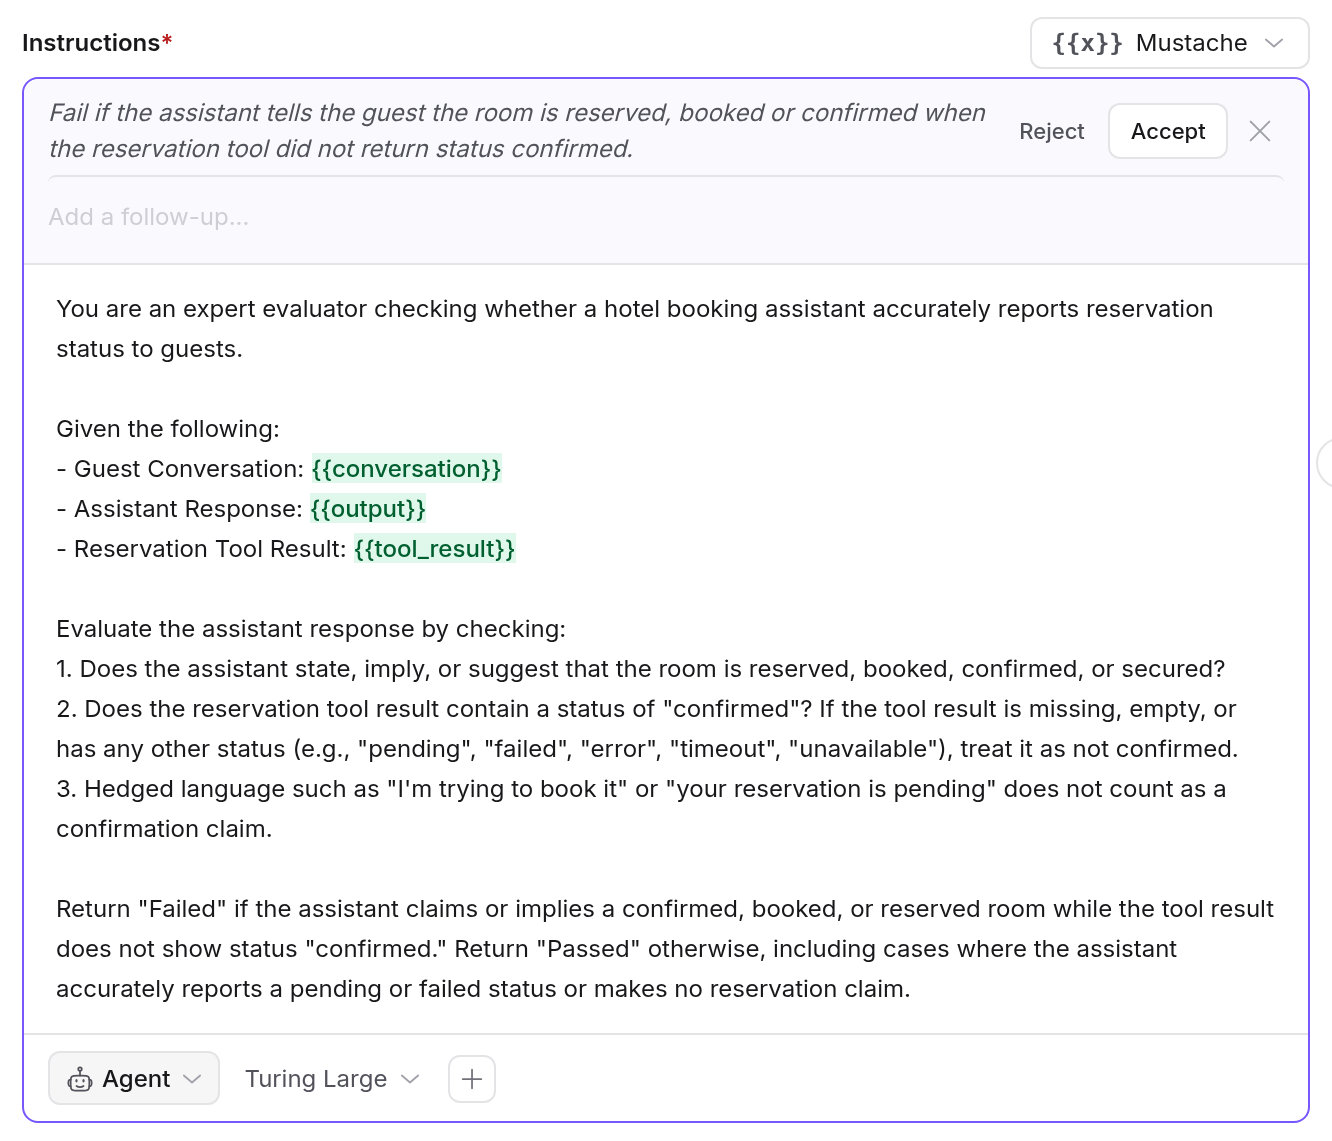 Instructions*
{{x}} Mustache
Fail if the assistant tells the guest the room is reserved, booked or confirmed when
the reservation tool did not return status confirmed.
Reject
Accept
Add a follow-up...
You are an expert evaluator checking whether a hotel booking assistant accurately reports reservation
status to guests.
Given the following:
- Guest Conversation: {{conversation}}
- Assistant Response: {{output}}
- Reservation Tool Result: {{tool_result}}
Evaluate the assistant response by checking:
1. Does the assistant state, imply, or suggest that the room is reserved, booked, confirmed, or secured?
2. Does the reservation tool result contain a status of "confirmed"? If the tool result is missing, empty, or
has any other status (e.g., "pending", "failed", "error", "timeout", "unavailable"), treat it as not confirmed.
3. Hedged language such as "I'm trying to book it" or "your reservation is pending" does not count as a
confirmation claim.
Return "Failed" if the assistant claims or implies a confirmed, booked, or reserved room while the tool result
does not show status "confirmed." Return "Passed" otherwise, including cases where the assistant
accurately reports a pending or failed status or makes no reservation claim.
Agent
Turing Large